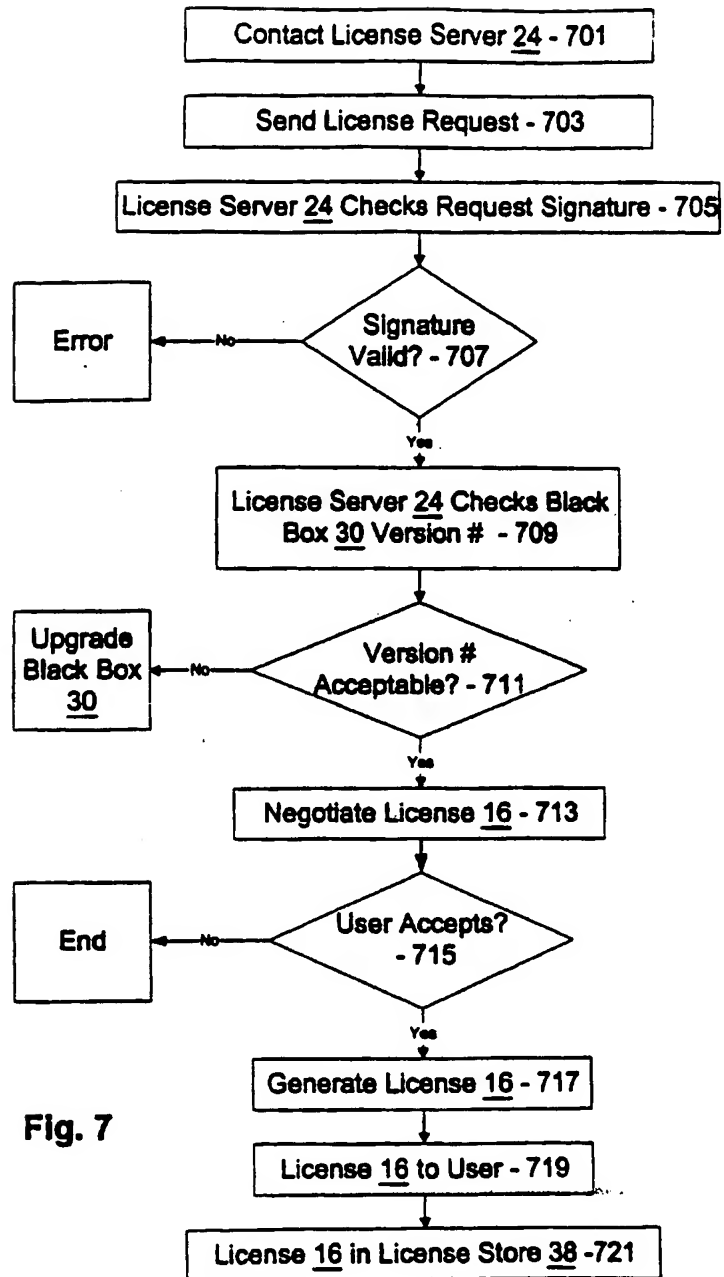 Contact License Server 24 - 701
Send License Request - 703
License Server 24 Checks Request Signature - 705
Signature
Valid? - 707
No
Error
Yes
License Server 24 Checks Black
Box 30 Version # - 709
Version #
Acceptable? - 711
No
Upgrade
Black Box
30
Yes
Negotiate License 16 - 713
User Accepts?
- 715
No
End
Yes
Generate License 16 - 717
Fig. 7
License 16 to User - 719
License 16 in License Store 38 -721